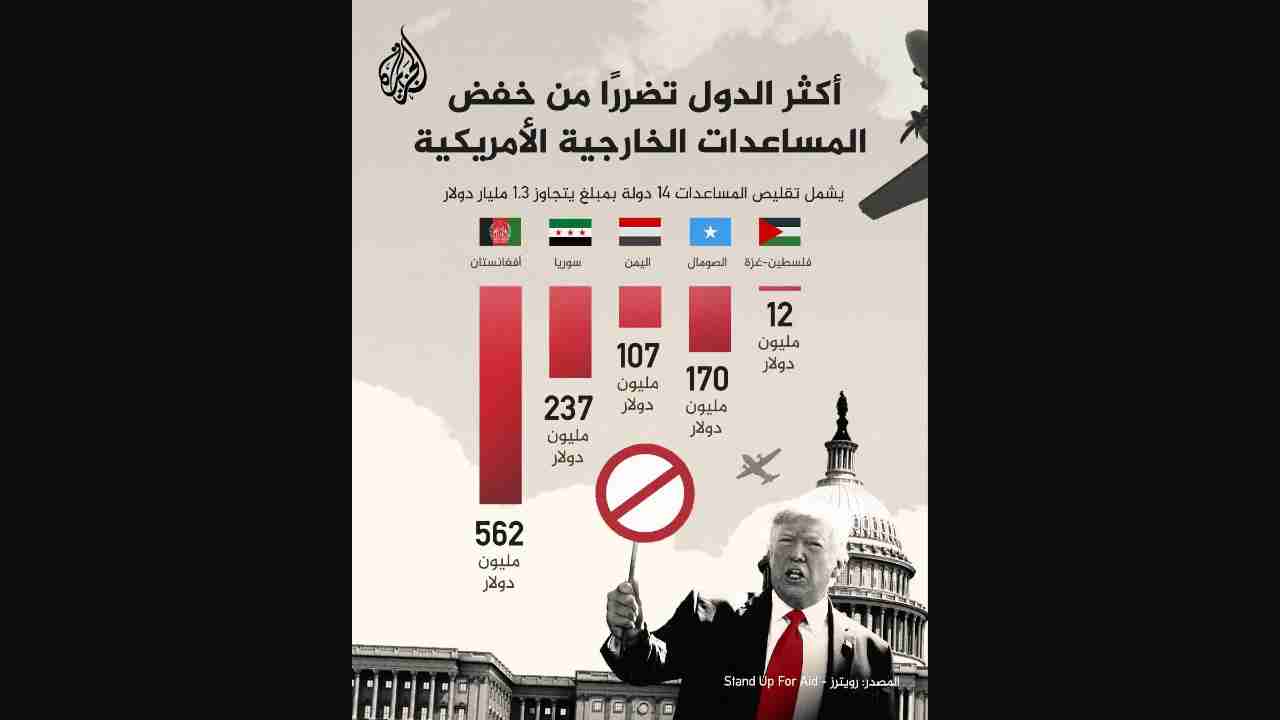 الجزيرة
أكثر الدول تضررًا من خفض
المساعدات الخارجية الأمريكية
يشمل تقليص المساعدات 14 دولة بمبلغ يتجاوز 1.3 مليار دولار
فلسطين-غزة
الصومال
اليمن
سوريا
أفغانستان
12
مليون
دولار
170
مليون
دولار
107
مليون
دولار
237
مليون
دولار
562
مليون
دولار
المصدر: رويترز - Stand Up For Aid